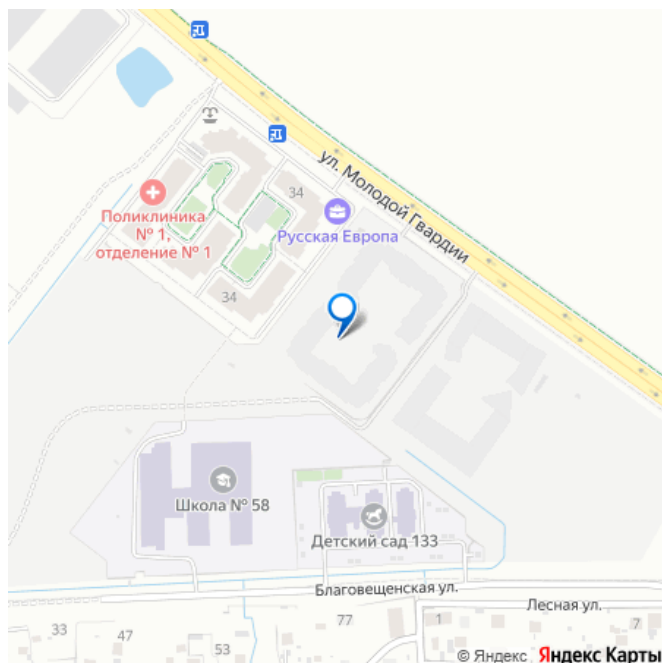 ул. Молодой Гвардии
34
Поликлиника
№ 1,
отделение № 1
Русская Европа
34
Школа № 58
Детский сад 133
Благовещенская ул.
Лесная ул.
77
1
7
33
47
53
© Яндекс Яндекс Карты